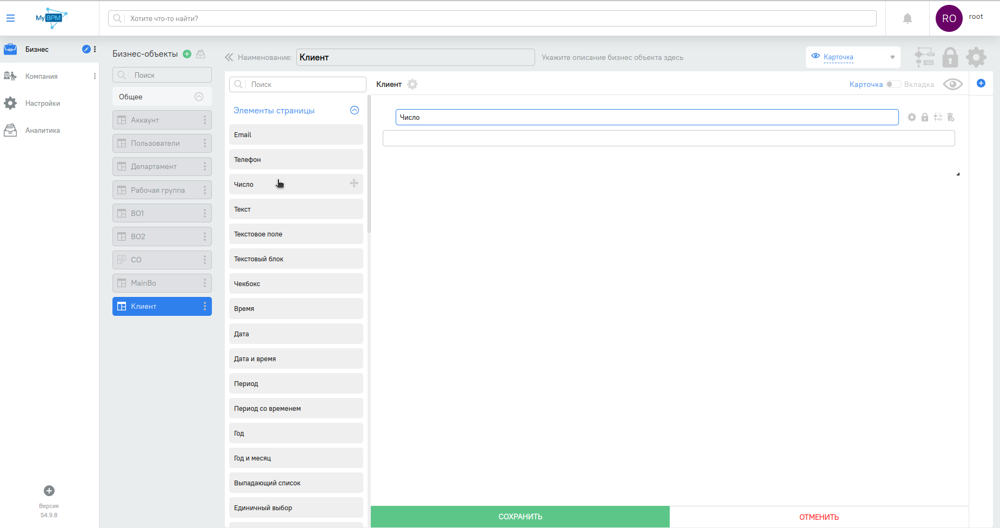 MyBPM
Хотите что-то найти?
RO
root
Бизнес
Компания
Настройки
Аналитика
Версия
S4.9.8
Бизнес-объекты
Поиск
Общее
Аккаунт
Пользователи
Департамент
Рабочая группа
BO1
BO2
CO
MainBo
Клиент
Наименование:
Клиент
Укажите описание бизнес объекта здесь
Карточка
Поиск
Элементы страницы
Email
Телефон
Число
Текст
Текстовое поле
Текстовый блок
Чекбокс
Время
Дата
Дата и время
Период
Период со временем
Год
Год и месяц
Выпадающий список
Единичный выбор
Клиент
Карточка
Вкладка
Число
СОХРАНИТЬ
ОТМЕНИТЬ